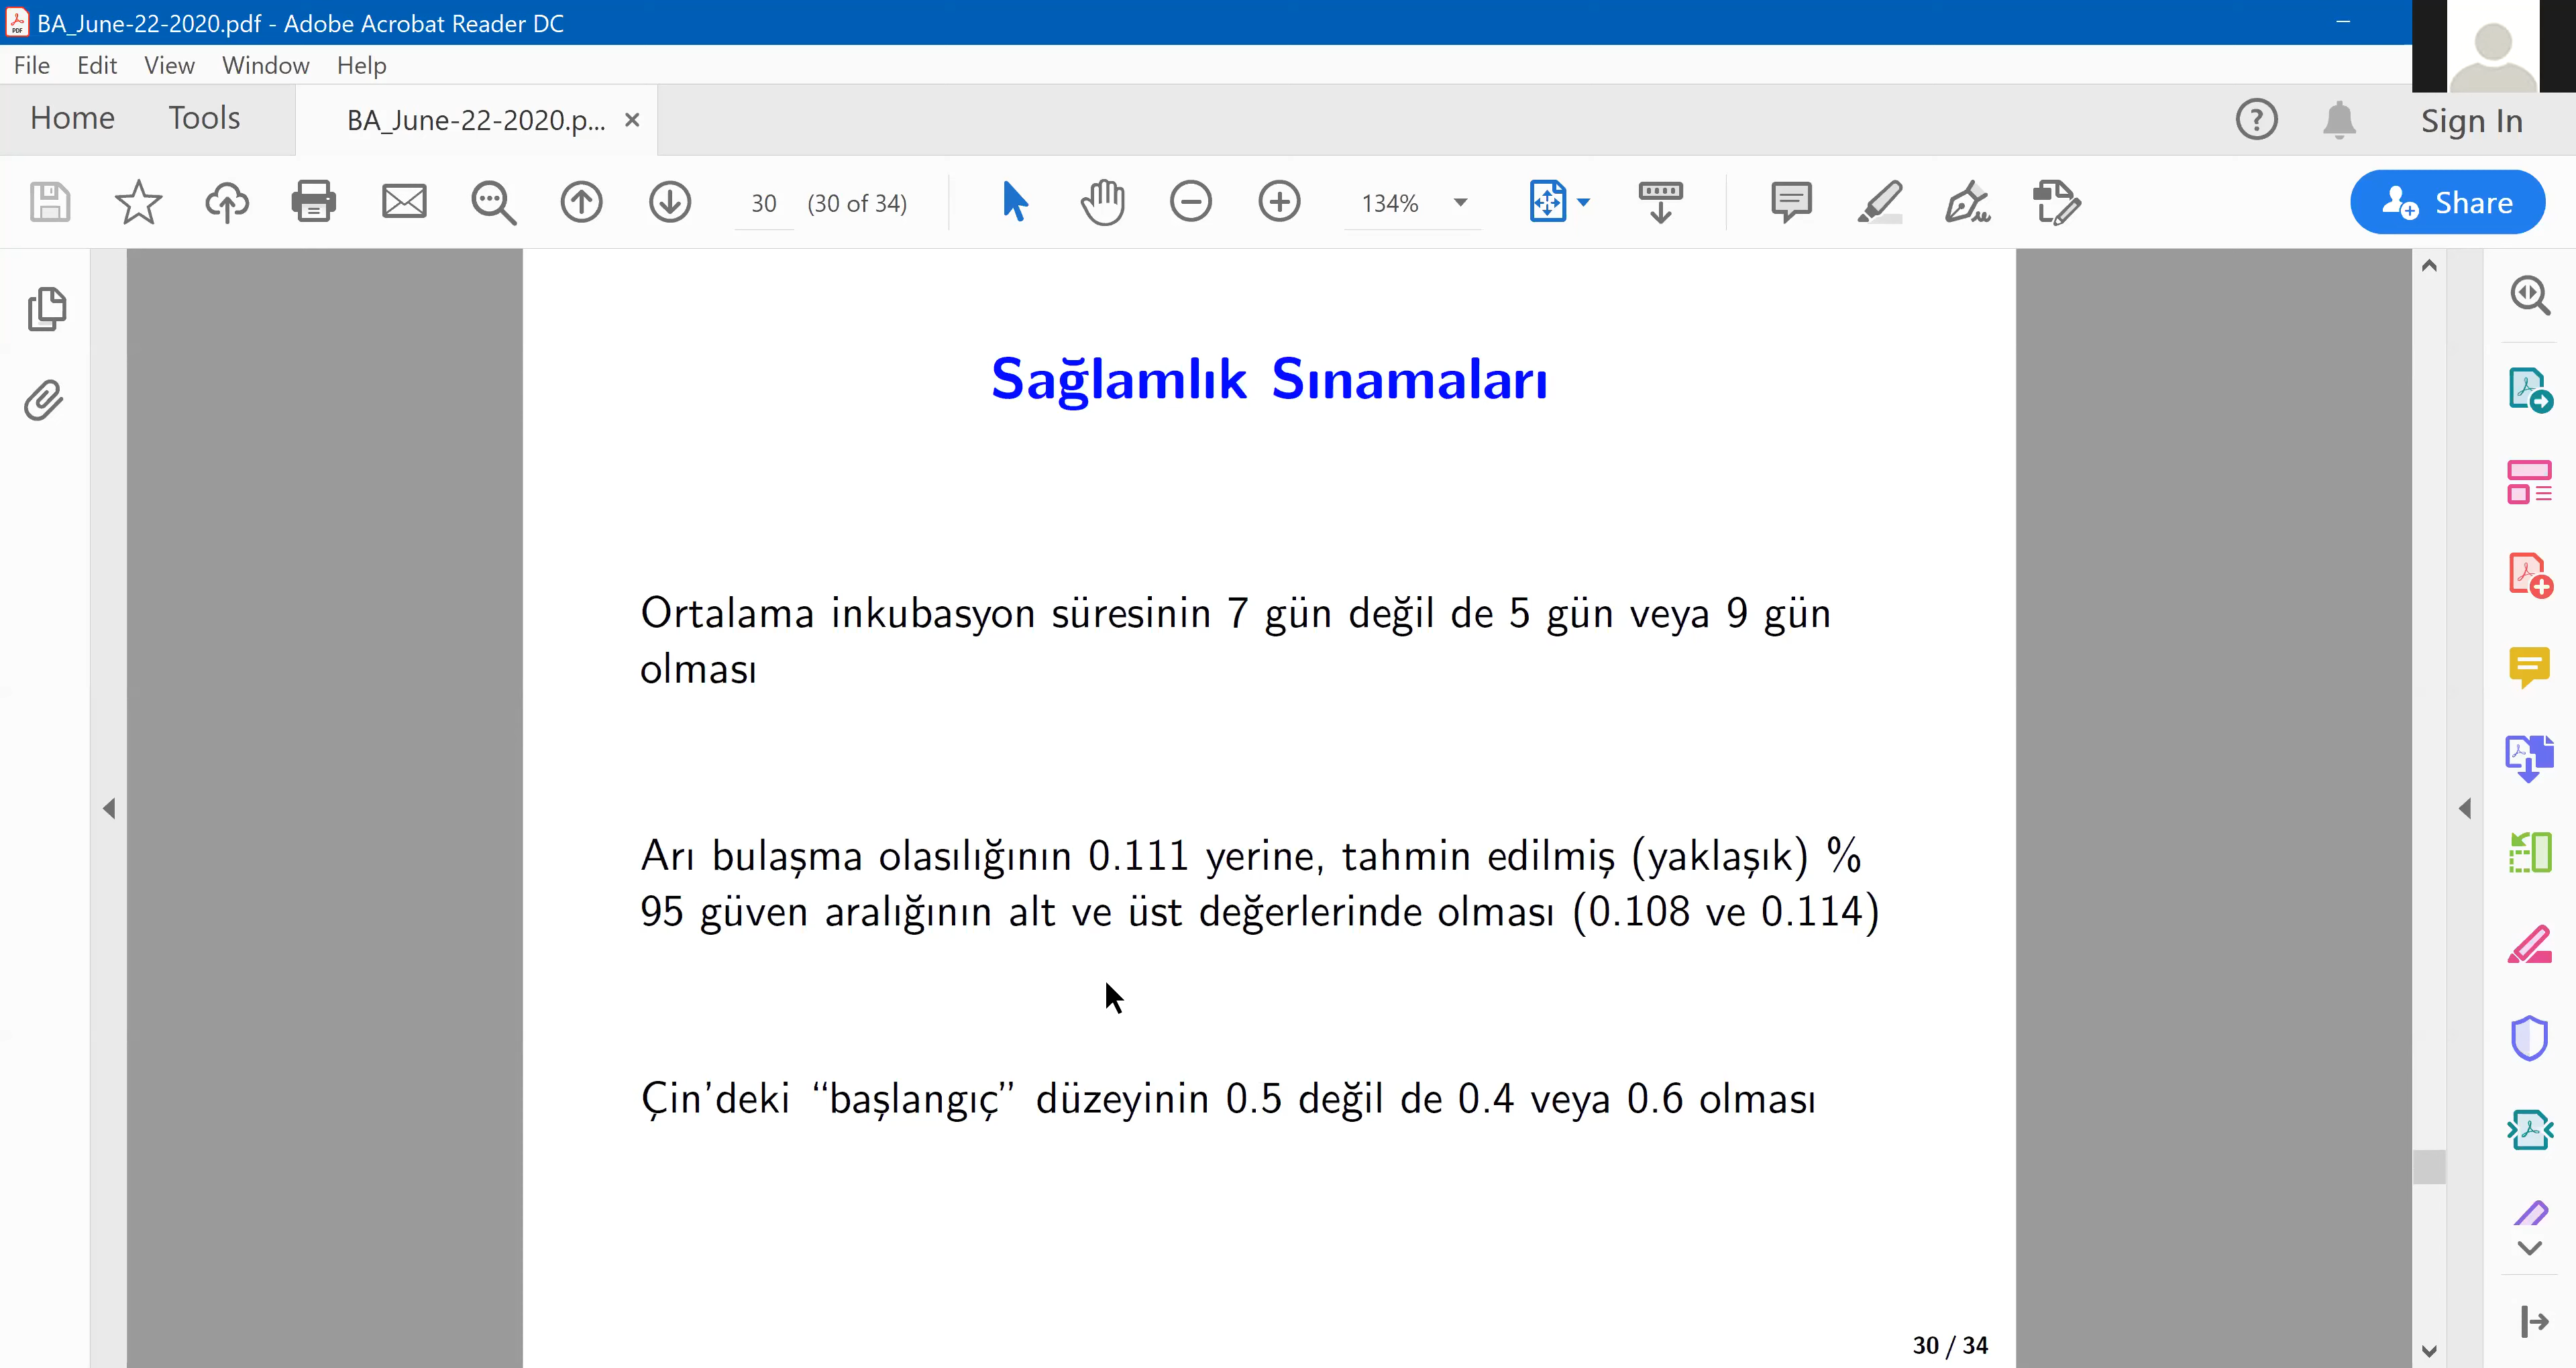 BA_June-22-2020.pdf - Adobe Acrobat Reader DC
File Edit View Window Help
Home Tools BA_June-22-2020.p... Sign In
30 (30 of 34) 134% Share
Sağlamlık Sınamaları
Ortalama inkubasyon süresinin 7 gün değil de 5 gün veya 9 gün
olması
Arı bulaşma olasılığının 0.111 yerine, tahmin edilmiş (yaklaşık) %
95 güven aralığının alt ve üst değerlerinde olması (0.108 ve 0.114)
Çin'deki “başlangıç” düzeyinin 0.5 değil de 0.4 veya 0.6 olması
30 / 34